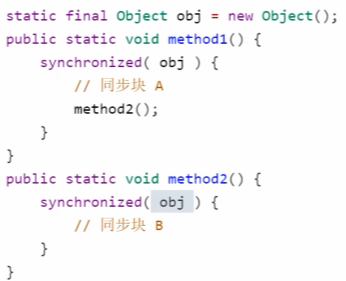 static final Object obj = new Object();
public static void method1() {
    synchronized( obj ) {
        // 同步块 A
        method2();
    }
}
public static void method2() {
    synchronized( obj ) {
        // 同步块 B
    }
}